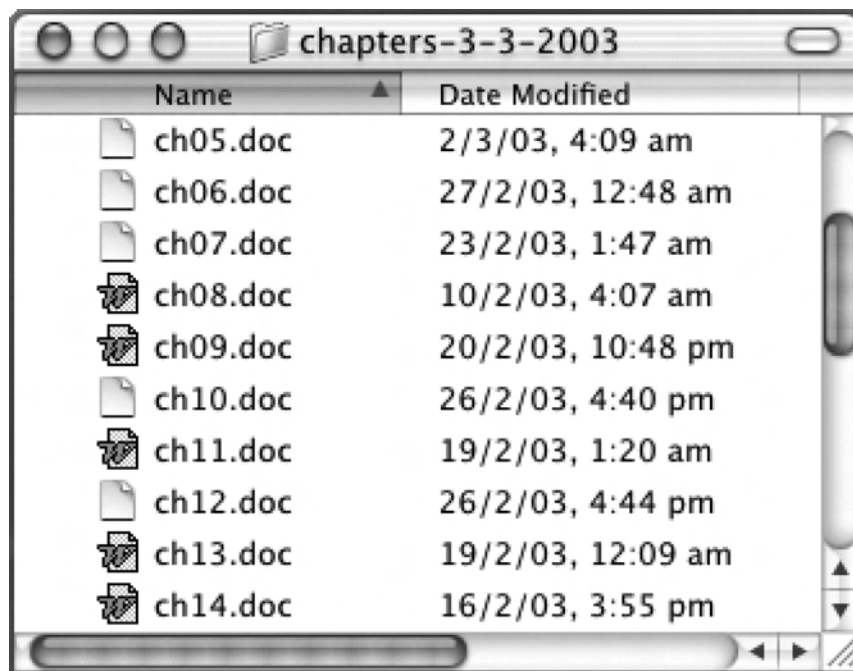 chapters-3-3-2003
Name Date Modified
ch05.doc 2/3/03, 4:09 am
ch06.doc 27/2/03, 12:48 am
ch07.doc 23/2/03, 1:47 am
ch08.doc 10/2/03, 4:07 am
ch09.doc 20/2/03, 10:48 pm
ch10.doc 26/2/03, 4:40 pm
ch11.doc 19/2/03, 1:20 am
ch12.doc 26/2/03, 4:44 pm
ch13.doc 19/2/03, 12:09 am
ch14.doc 16/2/03, 3:55 pm